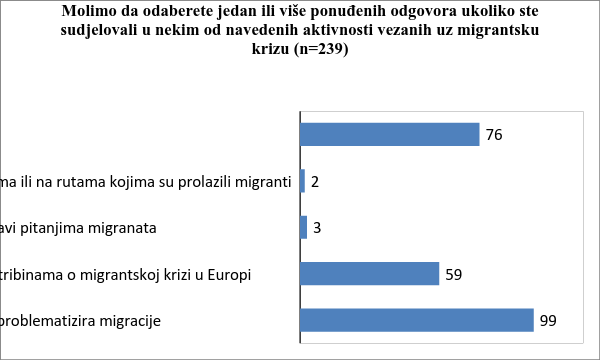 Molimo da odaberete jedan ili više ponuđenih odgovora ukoliko ste
sudjelovali u nekim od navedenih aktivnosti vezanih uz migrantsku
krizu (n=239)
76
ma ili na rutama kojima su prolazili migranti 2
avi pitanjima migranata 3
tribinama o migrantskoj krizi u Europi 59
problematizira migracije 99